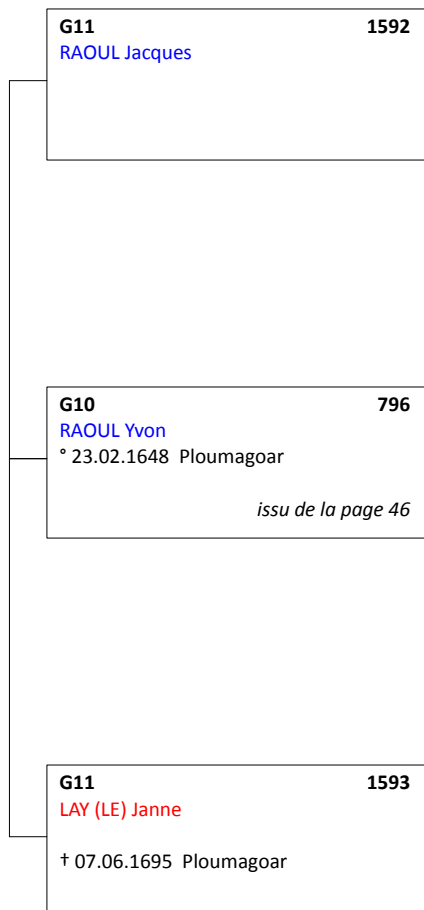 G11 1592
RAOUL Jacques
G10 796
RAOUL Yvon
° 23.02.1648 Ploumagoar
issu de la page 46
G11 1593
LAY (LE) Janne
† 07.06.1695 Ploumagoar